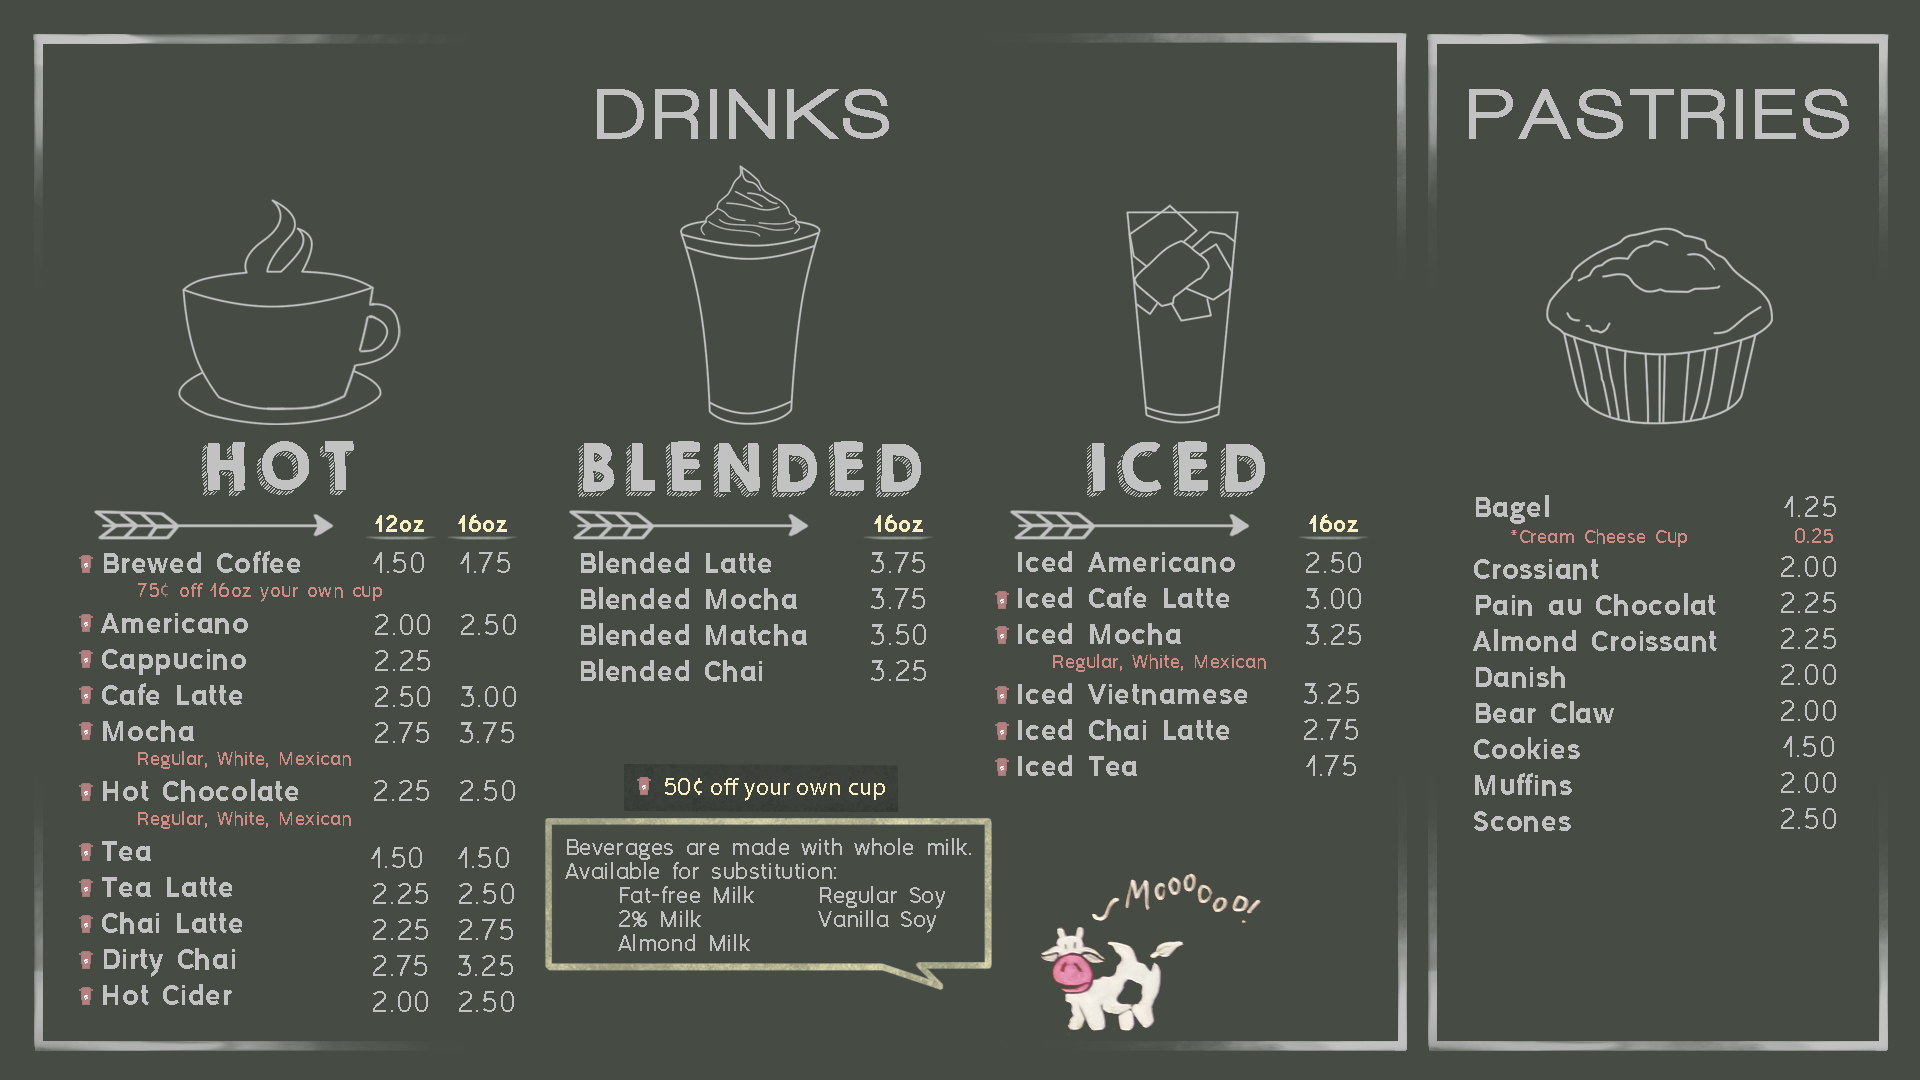 DRINKS
HOT
12oz 16oz
Brewed Coffee 1.50 1.75
75¢ off 16oz your own cup
Americano 2.00 2.50
Cappucino 2.25
Cafe Latte 2.50 3.00
Mocha 2.75 3.75
Regular, White, Mexican
Hot Chocolate 2.25 2.50
Regular, White, Mexican
Tea 1.50 1.50
Tea Latte 2.25 2.50
Chai Latte 2.25 2.75
Dirty Chai 2.75 3.25
Hot Cider 2.00 2.50
BLENDED
16oz
Blended Latte 3.75
Blended Mocha 3.75
Blended Matcha 3.50
Blended Chai 3.25
50¢ off your own cup
Beverages are made with whole milk.
Available for substitution:
Fat-free Milk Regular Soy
2% Milk Vanilla Soy
Almond Milk
ICED
16oz
Iced Americano 2.50
Iced Cafe Latte 3.00
Iced Mocha 3.25
Regular, White, Mexican
Iced Vietnamese 3.25
Iced Chai Latte 2.75
Iced Tea 1.75
Moooooo!
PASTRIES
Bagel 1.25
*Cream Cheese Cup 0.25
Crossiant 2.00
Pain au Chocolat 2.25
Almond Croissant 2.25
Danish 2.00
Bear Claw 2.00
Cookies 1.50
Muffins 2.00
Scones 2.50